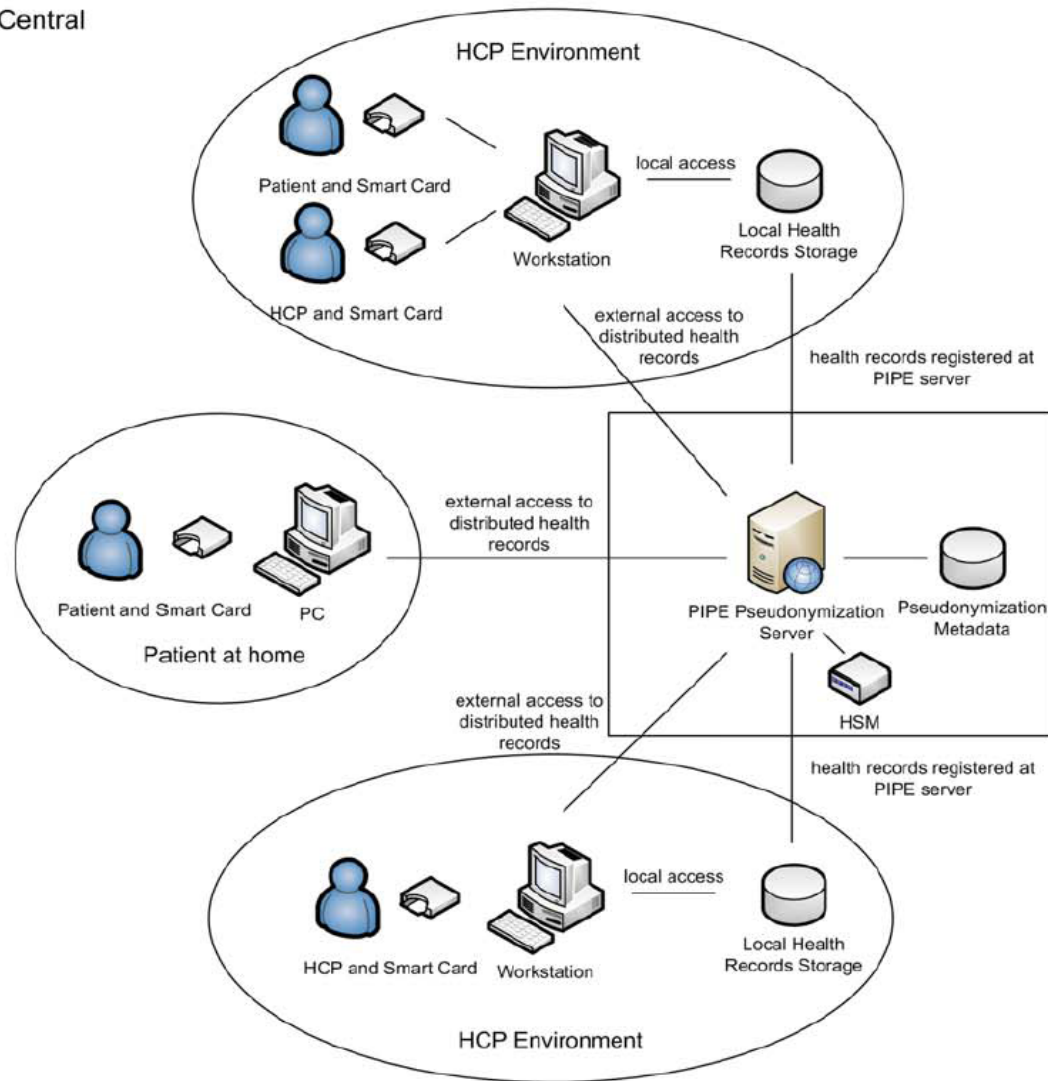 Central
HCP Environment
Patient and Smart Card
HCP and Smart Card
Workstation
local access
Local Health
Records Storage
external access to
distributed health
records
health records registered at
PIPE server
Patient and Smart Card
PC
Patient at home
external access to
distributed health
records
PIPE Pseudonymization
Server
Pseudonymization
Metadata
HSM
external access to
distributed health
records
health records registered at
PIPE server
HCP and Smart Card
Workstation
local access
Local Health
Records Storage
HCP Environment